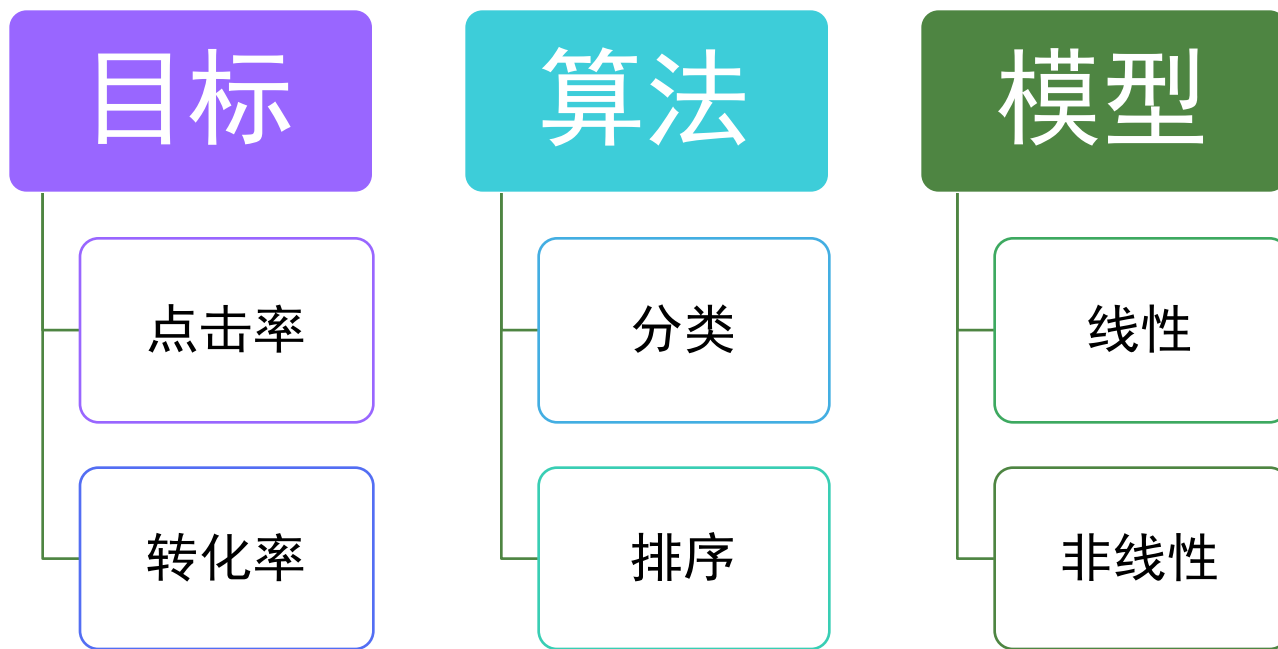 目标
点击率
转化率
算法
分类
排序
模型
线性
非线性